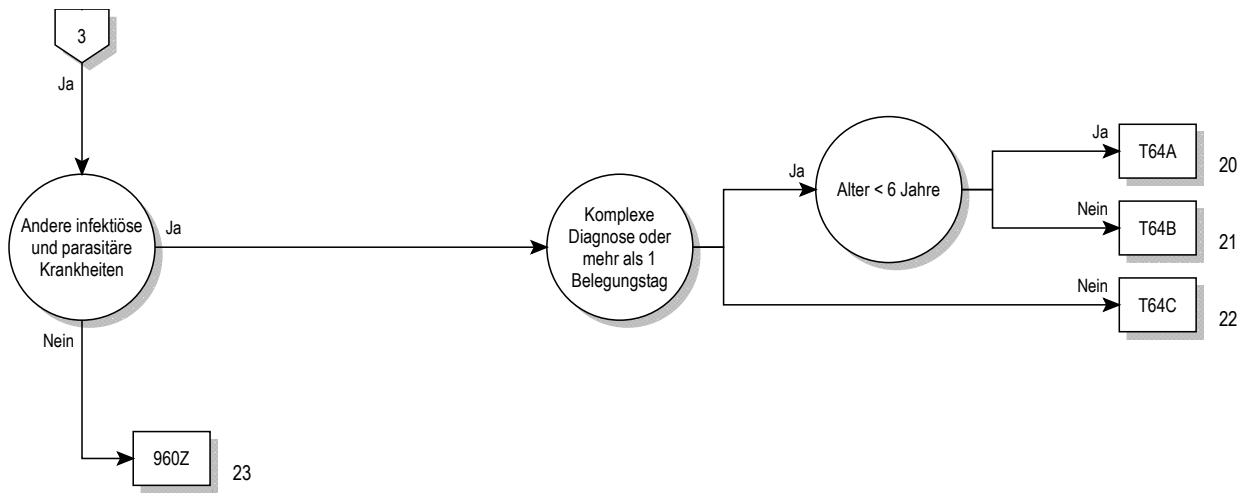 3
Ja
Andere infektiöse
und parasitäre
Krankheiten
Ja
Komplexe
Diagnose oder
mehr als 1
Belegungstag
Ja
Alter < 6 Jahre
Ja
T64A
20
Nein
T64B
21
Nein
T64C
22
Nein
960Z
23